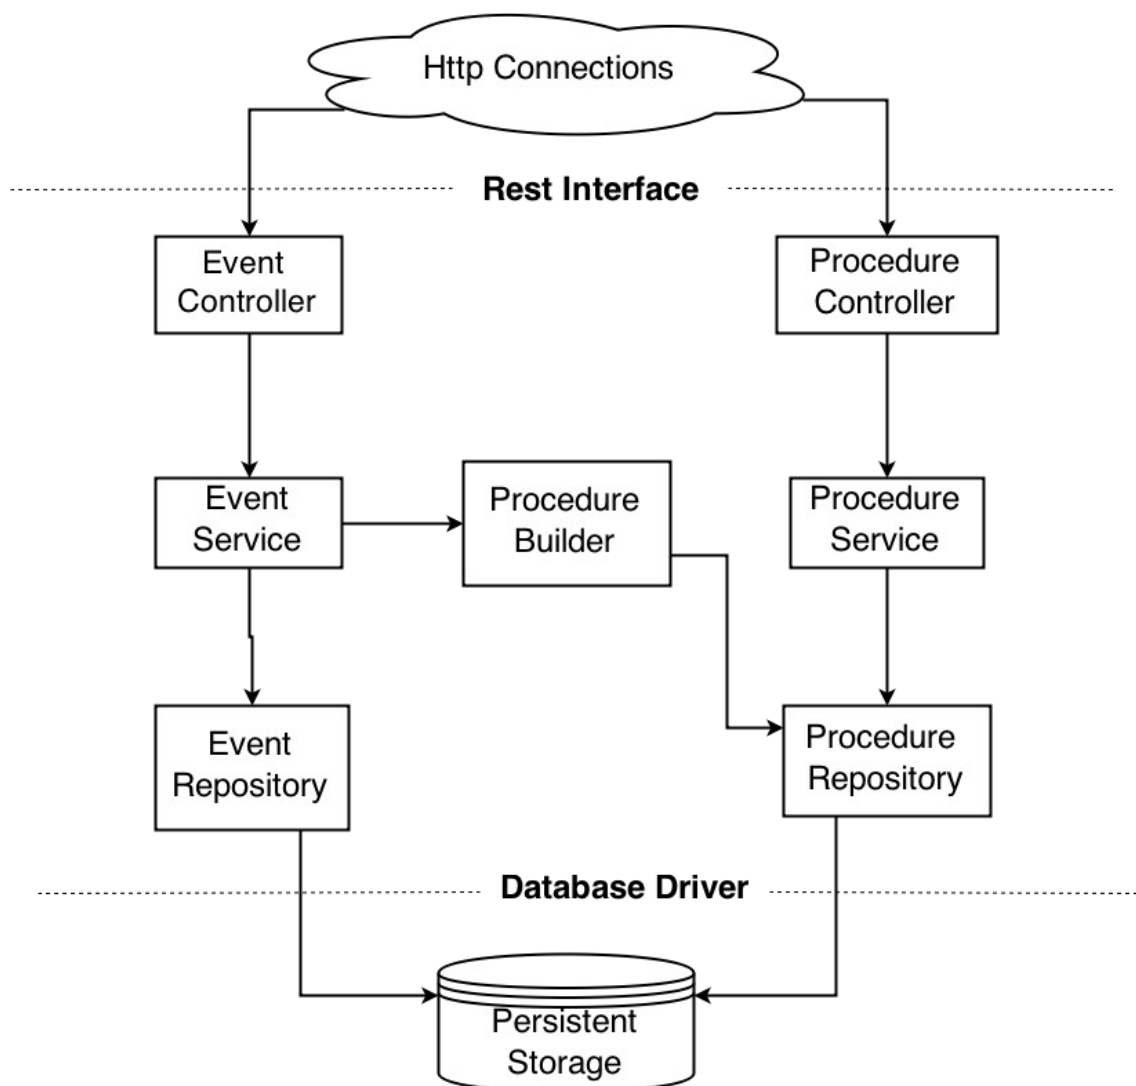 Http Connections
Rest Interface
Event
Controller
Procedure
Controller
Event
Service
Procedure
Builder
Procedure
Service
Event
Repository
Procedure
Repository
Database Driver
Persistent
Storage